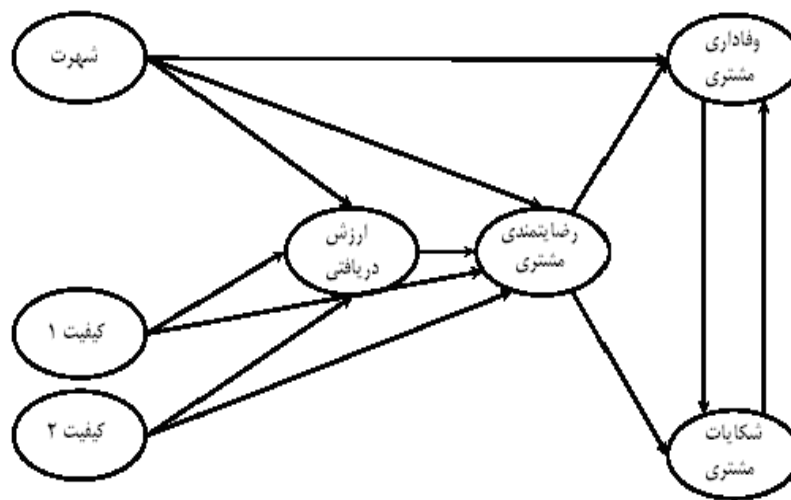 شهرت
وفاداری
مشتری
ارزش
دریافتی
رضایتمندی
مشتری
کیفیت ۱
کیفیت ۲
شکایات
مشتری